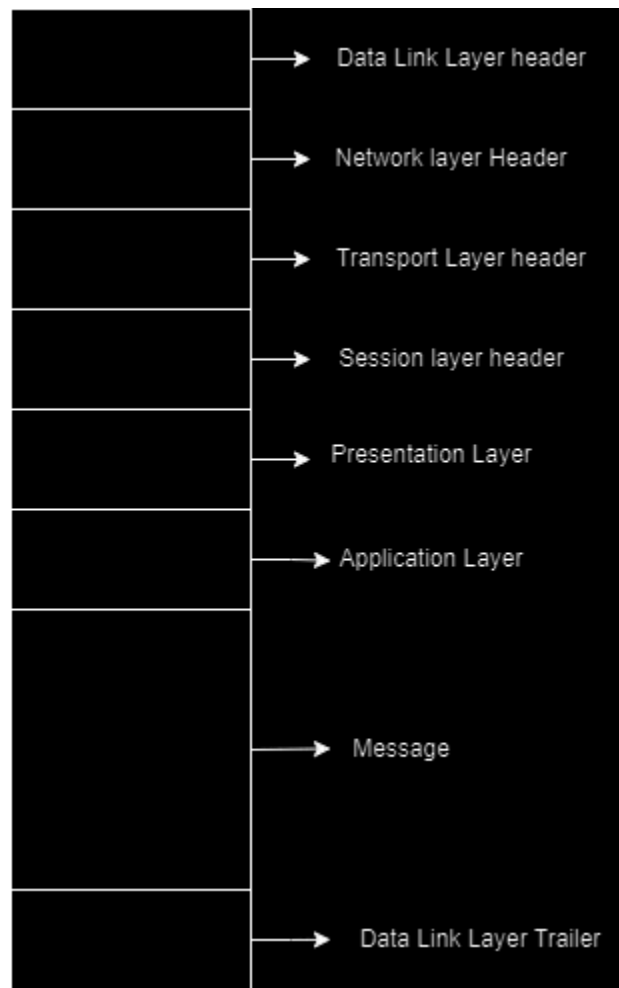 Data Link Layer header
Network layer Header
Transport Layer header
Session layer header
Presentation Layer
Application Layer
Message
Data Link Layer Trailer